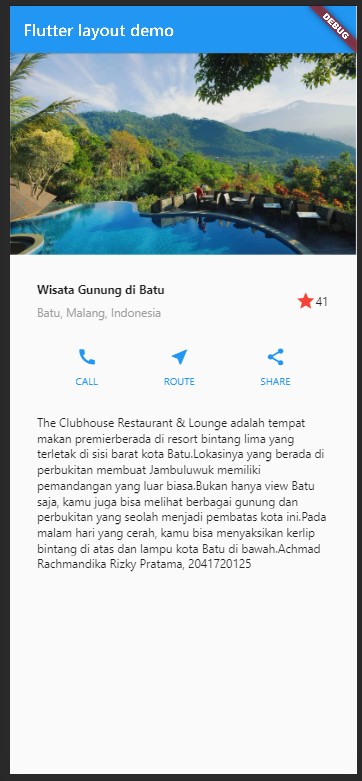 Flutter layout demo
DEBUG
Wisata Gunung di Batu
Batu, Malang, Indonesia
41
CALL
ROUTE
SHARE
The Clubhouse Restaurant & Lounge adalah tempat
makan premierberada di resort bintang lima yang
terletak di sisi barat kota Batu.Lokasinya yang berada di
perbukitan membuat Jambuluwuk memiliki
pemandangan yang luar biasa.Bukan hanya view Batu
saja, kamu juga bisa melihat berbagai gunung dan
perbukitan yang seolah menjadi pembatas kota ini.Pada
malam hari yang cerah, kamu bisa menyaksikan kerlip
bintang di atas dan lampu kota Batu di bawah.Achmad
Rachmandika Rizky Pratama, 2041720125